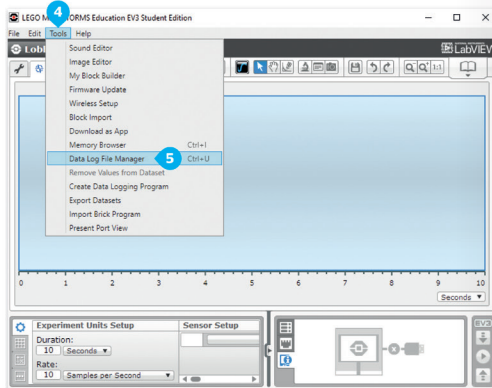 LEGO M
ORMS Education EV3 Student Edition
4
File Edit Tools Help
Lobb
LabVIEW
Sound Editor
Image Editor
My Block Builder
Firmware Update
Wireless Setup
Block Import
Download as App
Memory Browser Ctrl+I
Data Log File Manager 5 Ctrl+U
Remove Values from Dataset
Create Data Logging Program
Export Datasets
Import Brick Program
Present Port View
1:1
0 1 2 3 4 5 6 7 8 9 10
Seconds
Experiment Units Setup
Sensor Setup
Duration:
10 Seconds
Rate:
10 Samples per Second
EV3